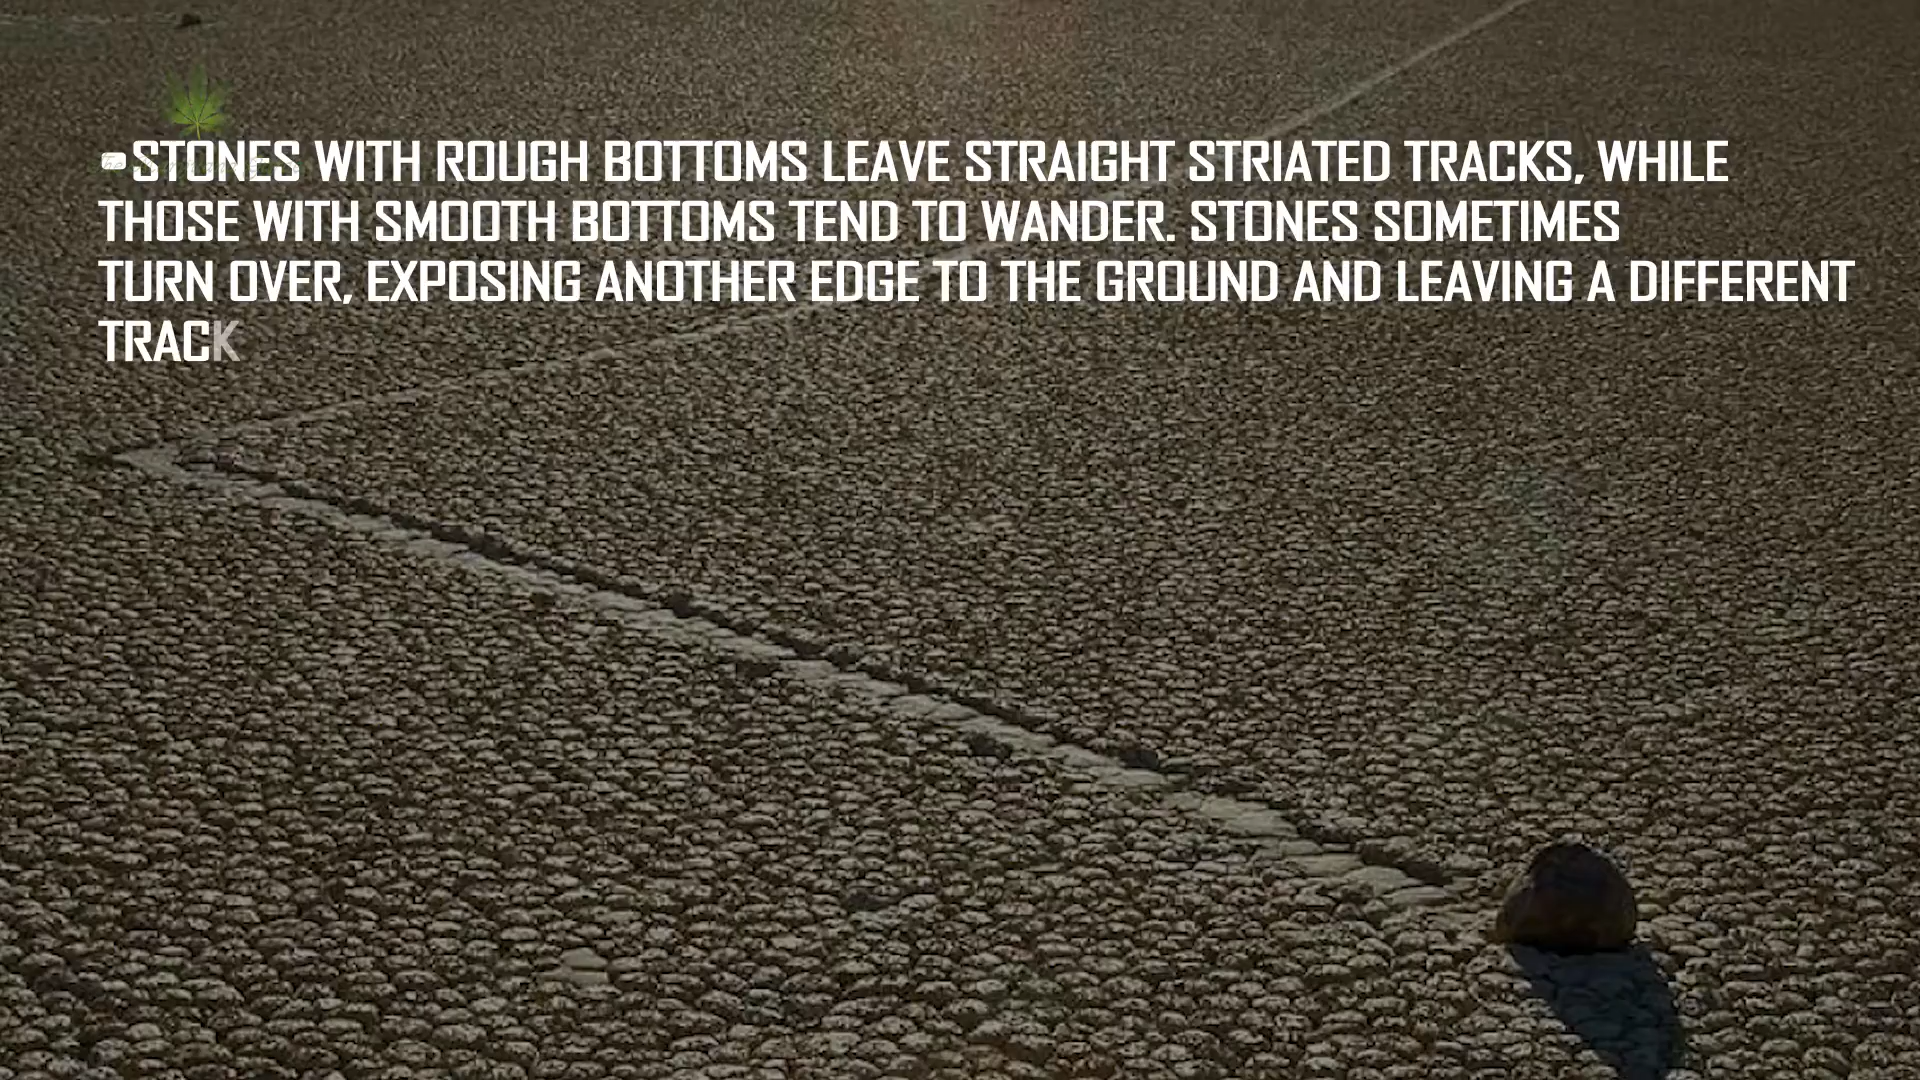 STONES WITH ROUGH BOTTOMS LEAVE STRAIGHT STRIATED TRACKS, WHILE
THOSE WITH SMOOTH BOTTOMS TEND TO WANDER. STONES SOMETIMES
TURN OVER, EXPOSING ANOTHER EDGE TO THE GROUND AND LEAVING A DIFFERENT
TRACK